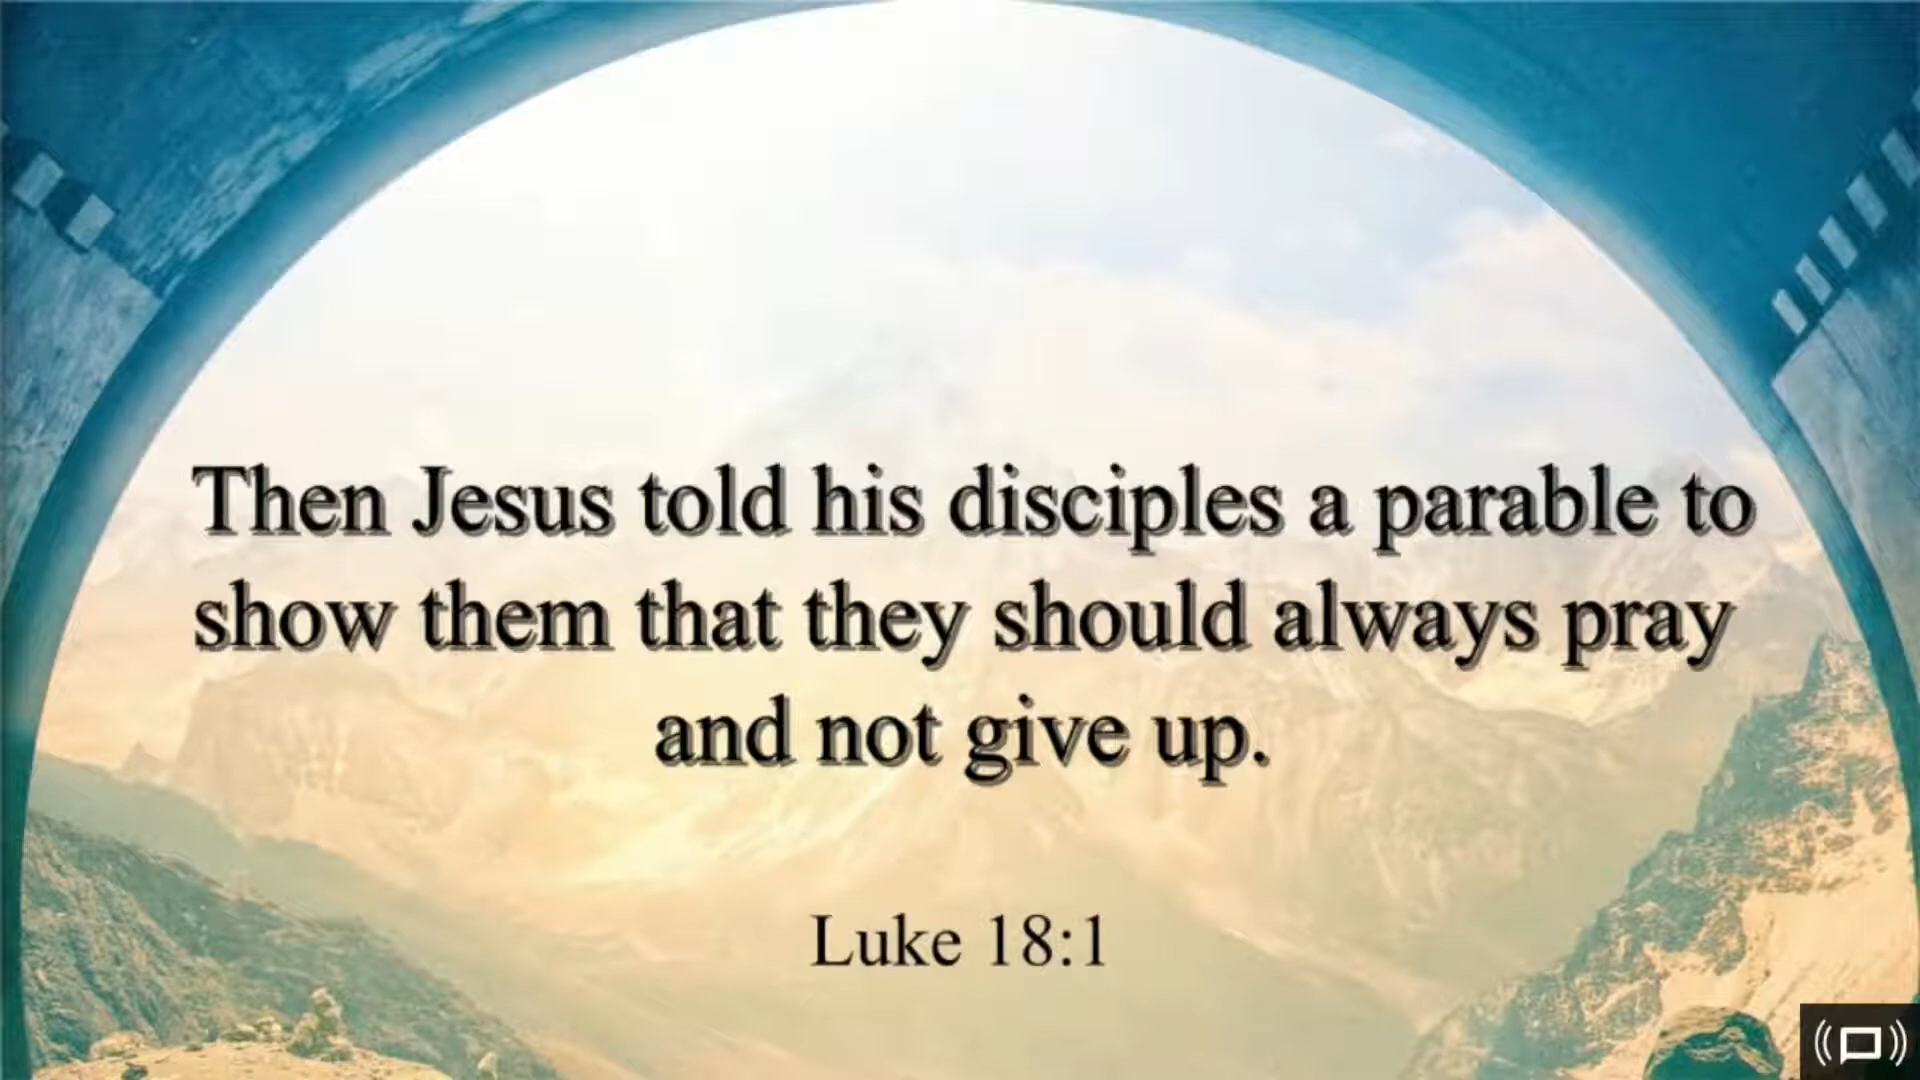 Then Jesus told his disciples a parable to
show them that they should always pray
and not give up.
Luke 18:1